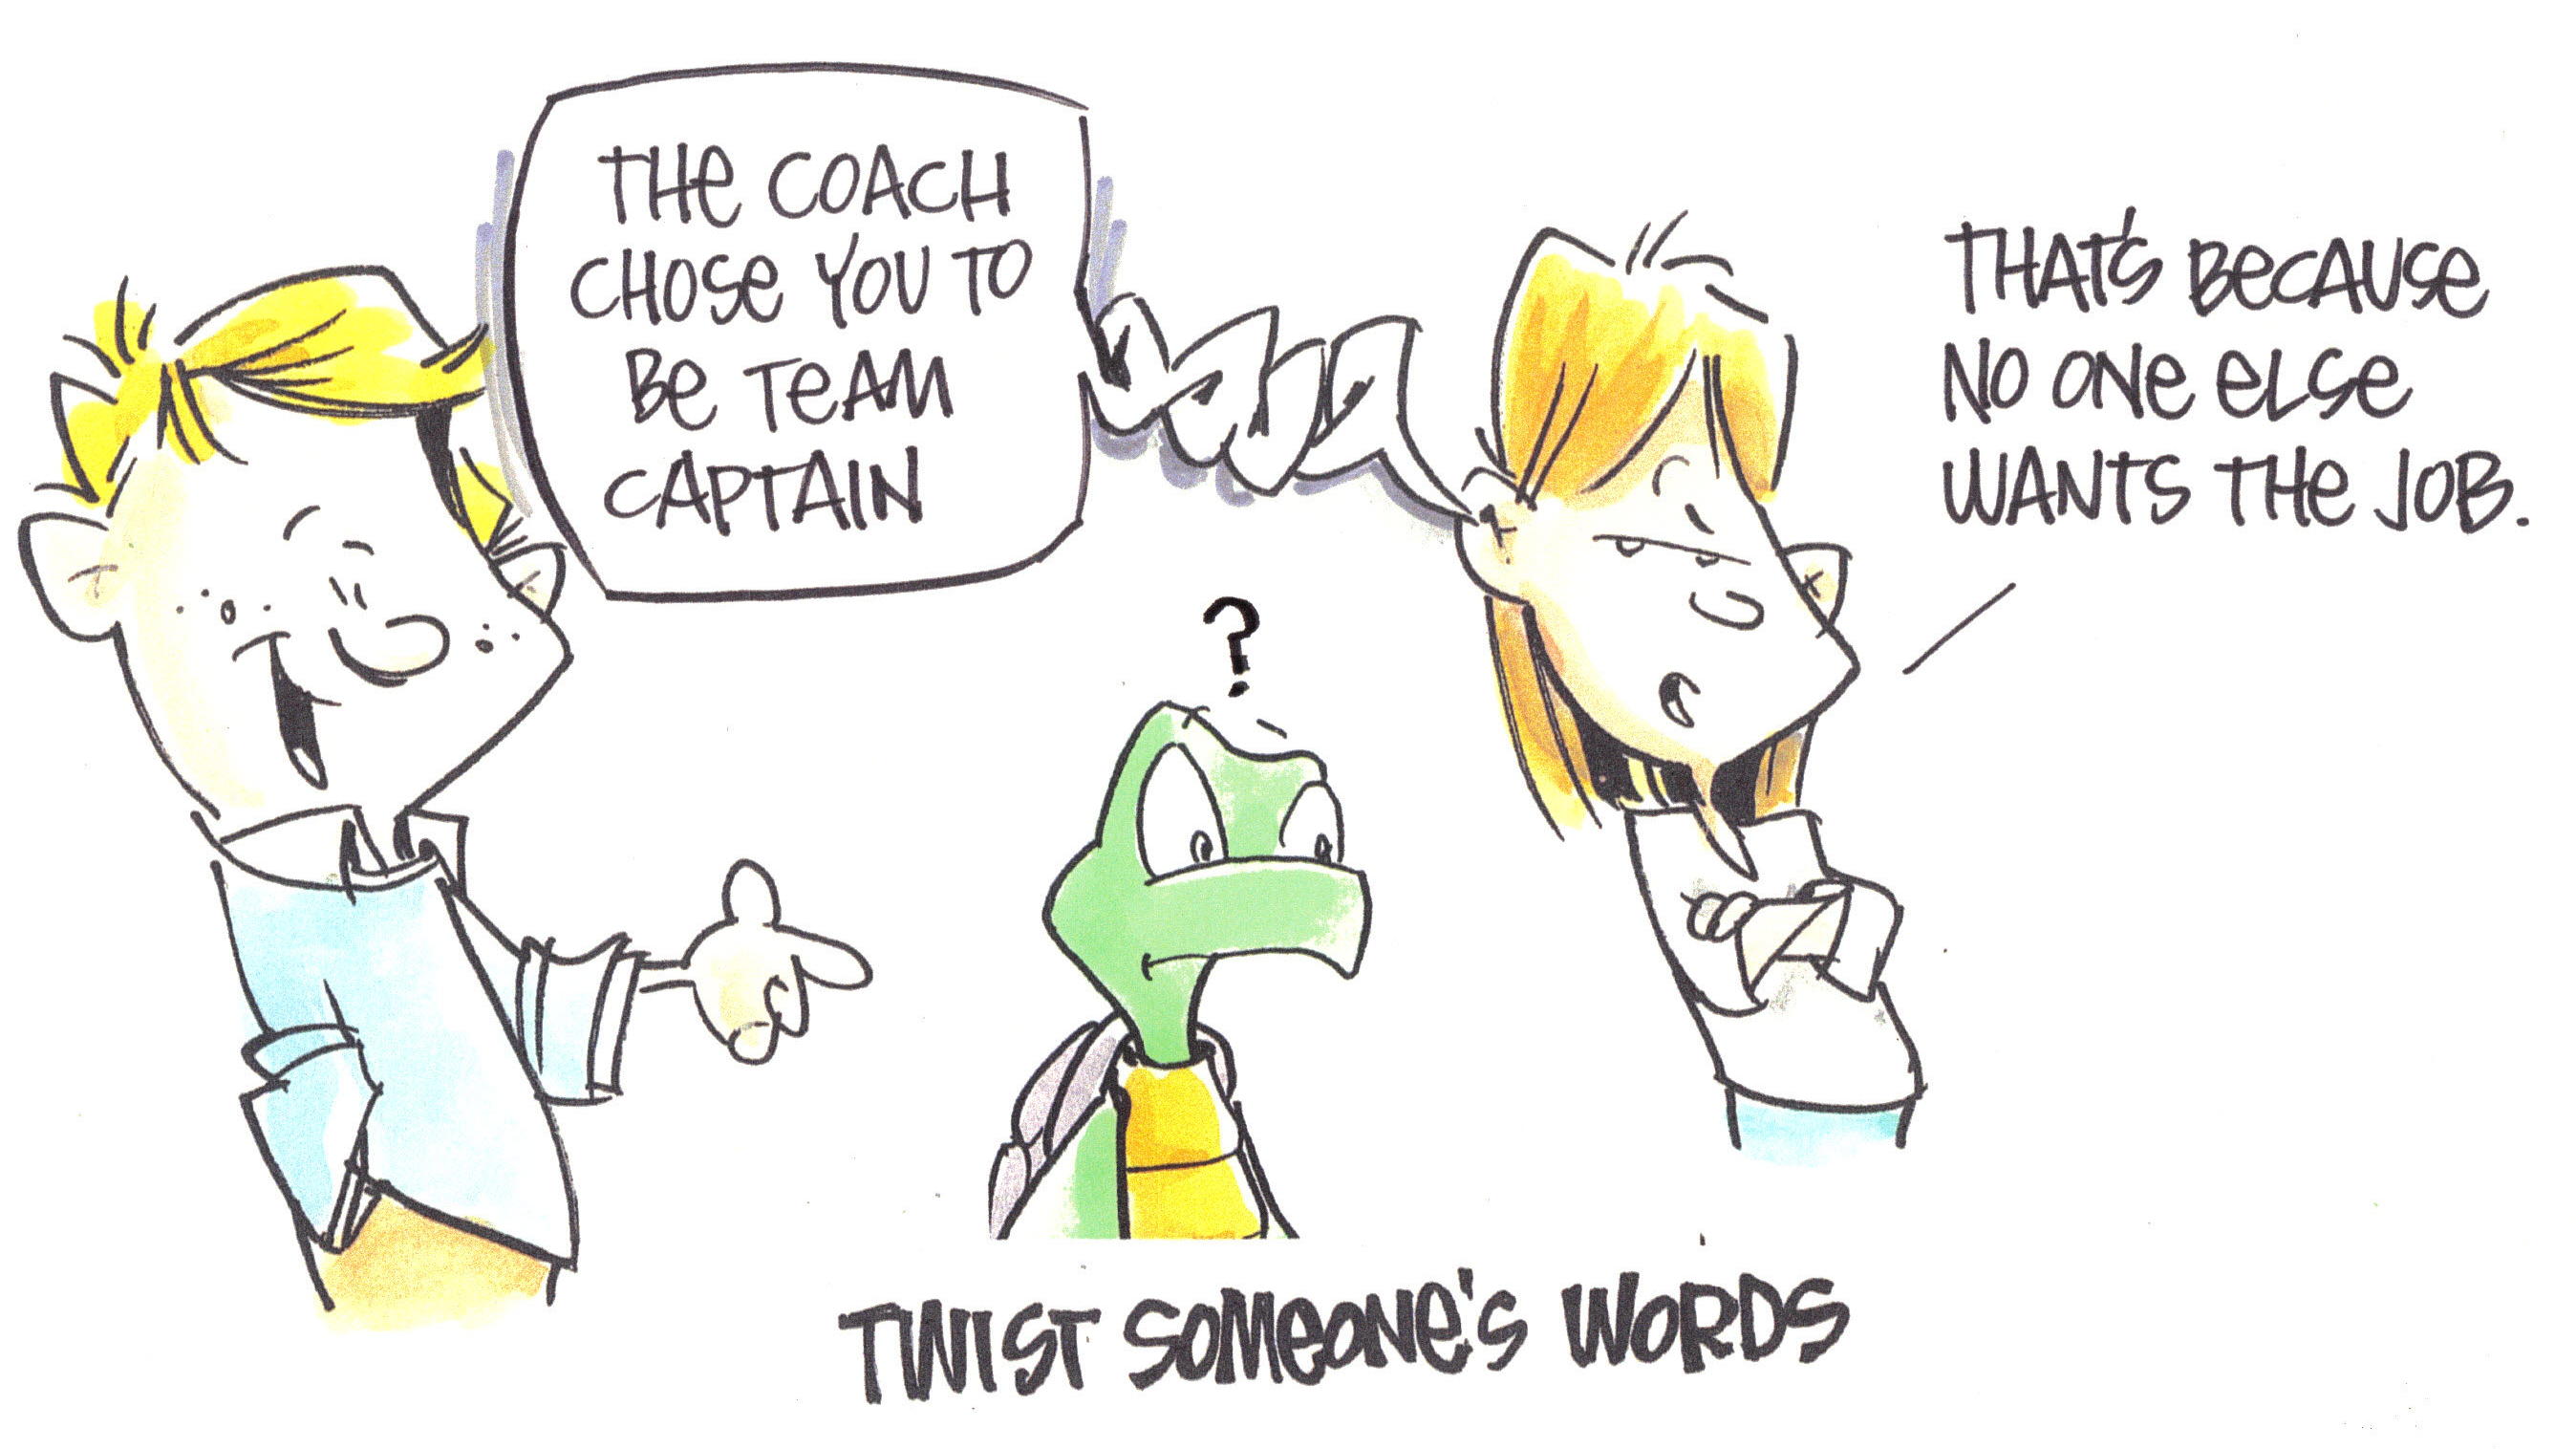 THE COACH
CHOSE YOU TO
BE TEAM
CAPTAIN
THAT'S BECAUSE
NO ONE ELSE
WANTS THE JOB.
?
TWIST SOMEONE'S WORDS